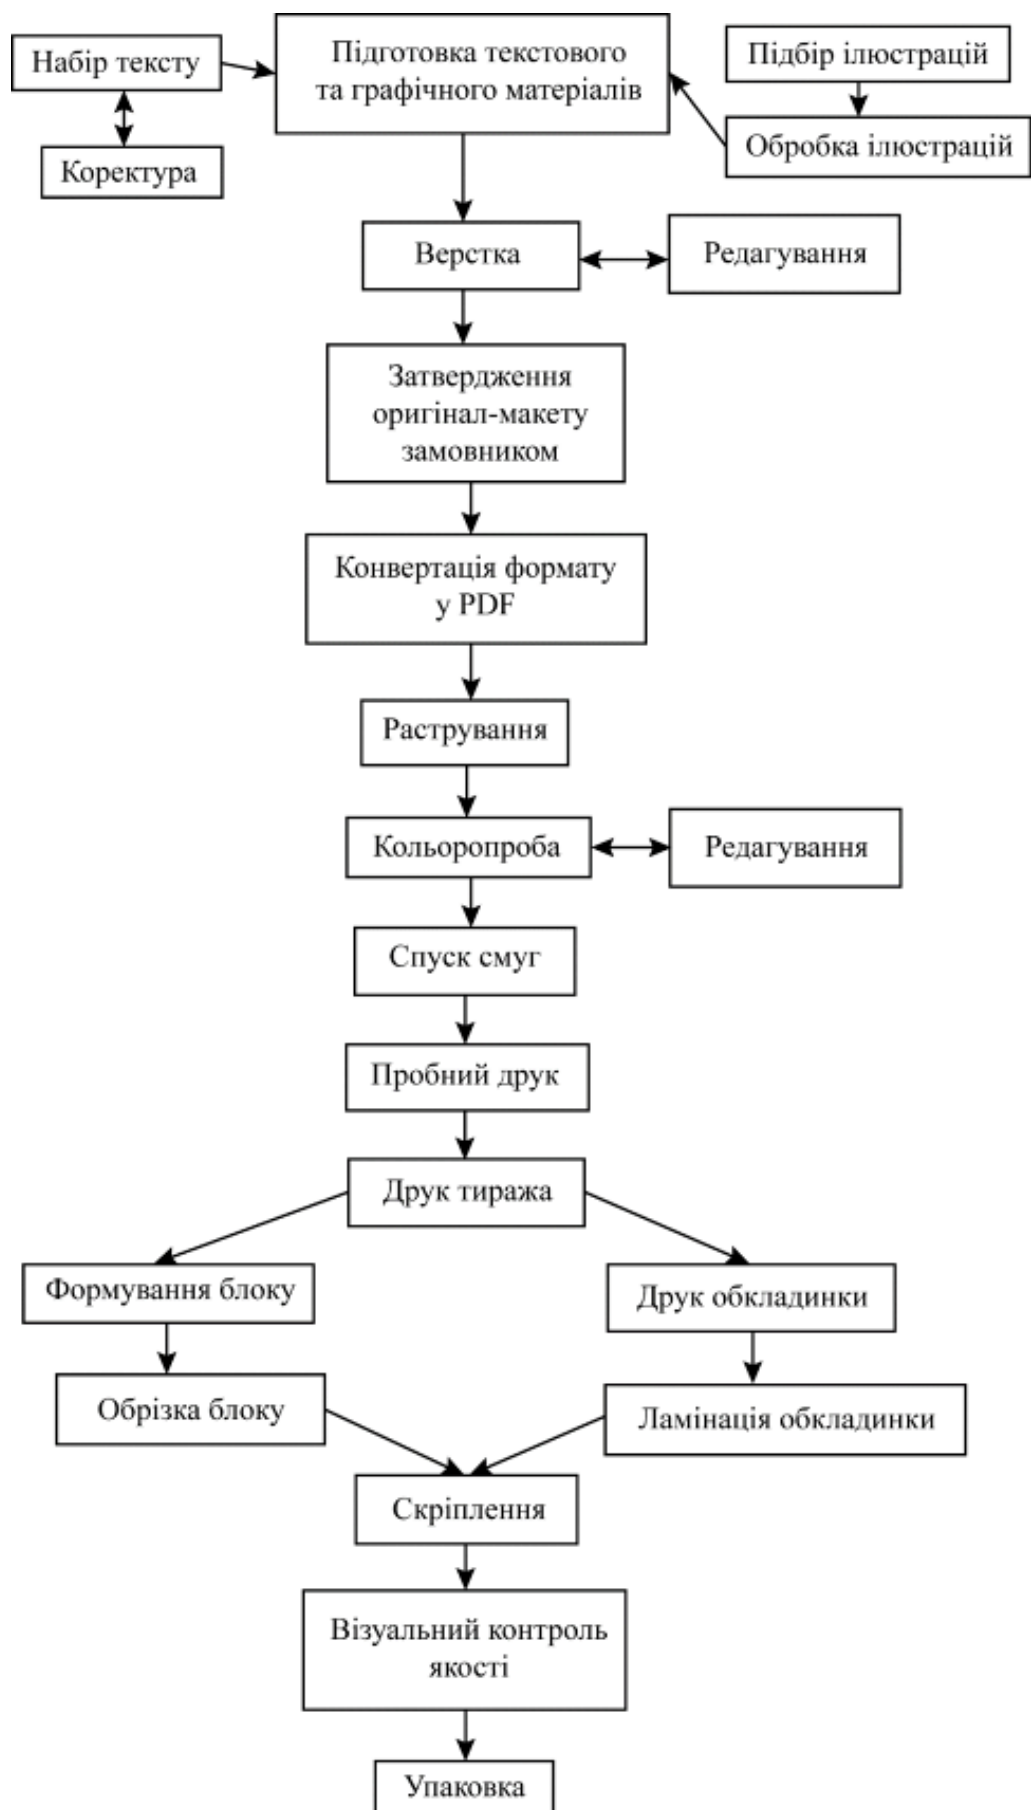 Набір тексту
Підготовка текстового
та графічного матеріалів
Підбір ілюстрацій
Обробка ілюстрацій
Коректура
Верстка
Редагування
Затвердження
оригінал-макету
замовником
Конвертація формату
у PDF
Растрування
Кольоропроба
Редагування
Спуск смуг
Пробний друк
Друк тиража
Формування блоку
Друк обкладинки
Обрізка блоку
Ламінація обкладинки
Скріплення
Візуальний контроль
якості
Упаковка